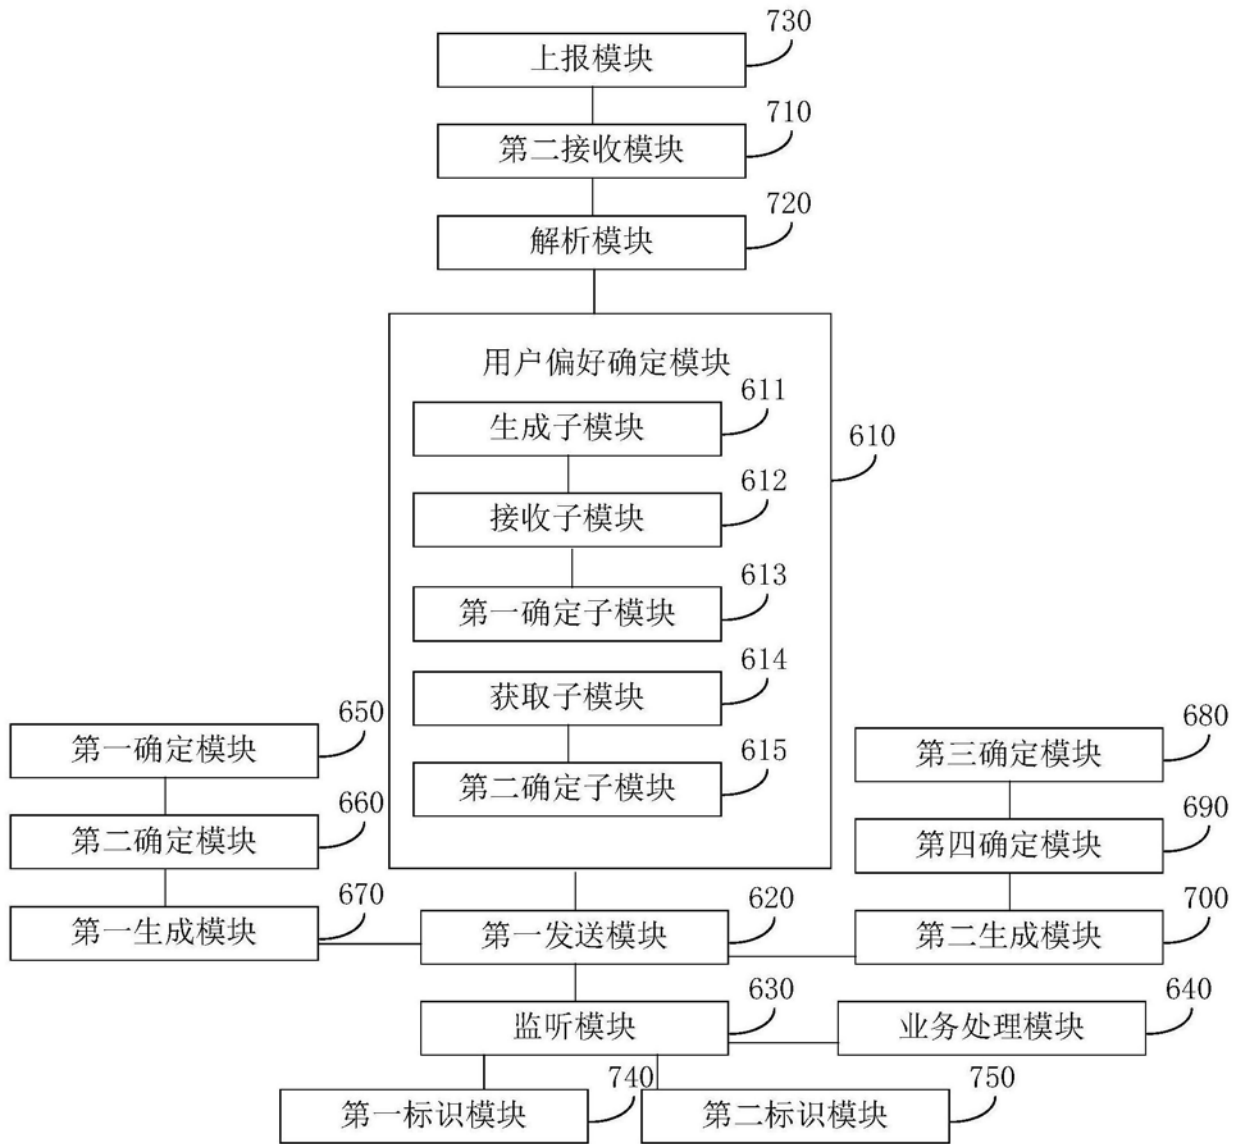 730
上报模块
710
第二接收模块
720
解析模块
用户偏好确定模块
611
生成子模块
610
612
接收子模块
613
第一确定子模块
614
获取子模块
650
第一确定模块
680
第三确定模块
615
第二确定子模块
660
第二确定模块
690
第四确定模块
670
第一生成模块
620
第一发送模块
700
第二生成模块
630
监听模块
640
业务处理模块
740
第一标识模块
750
第二标识模块